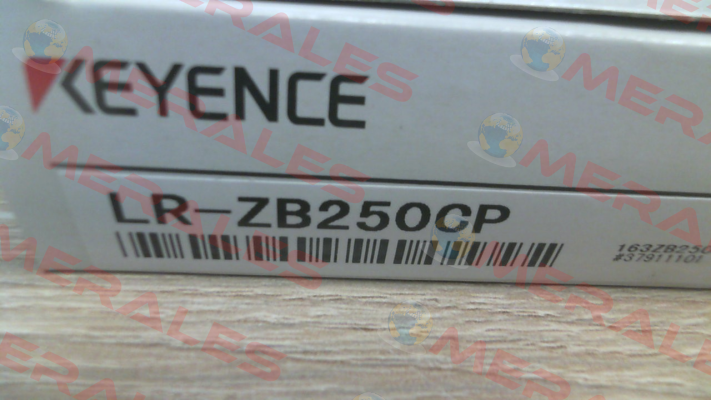 KEYENCE
LR-ZB250CP
163ZB250
#37911101
MERALES